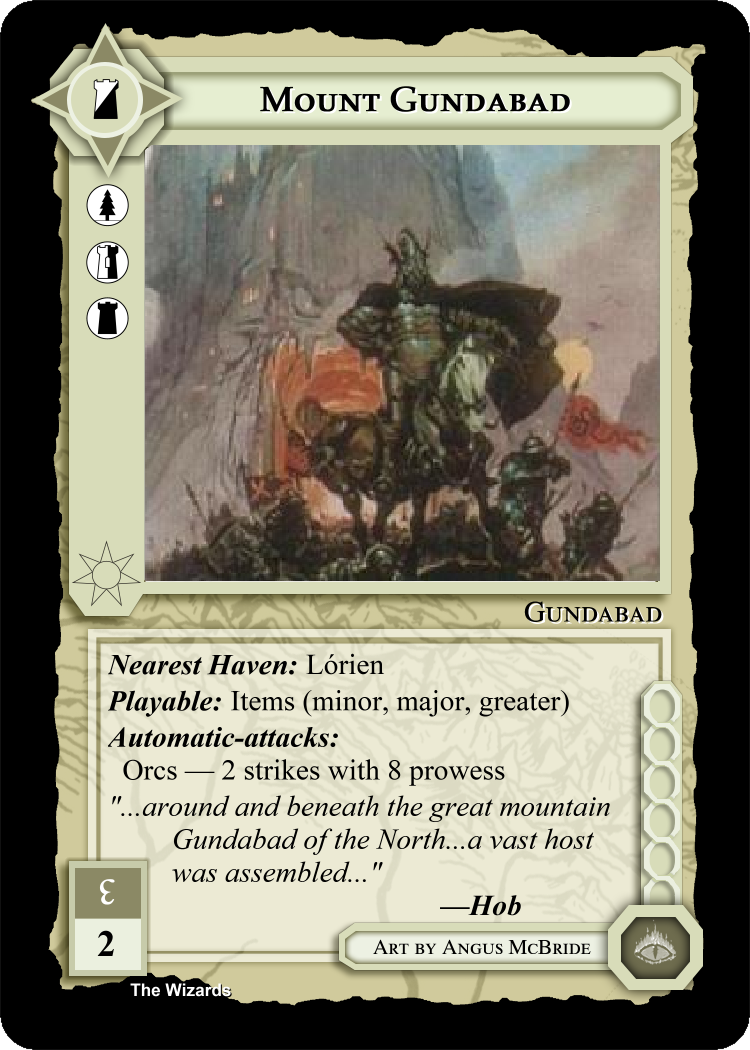 Mount Gundabad
Gundabad
Nearest Haven: Lórien
Playable: Items (minor, major, greater)
Automatic-attacks:
Orcs — 2 strikes with 8 prowess
"...around and beneath the great mountain
Gundabad of the North...a vast host
was assembled..."
—Hob
2
Art by Angus McBride
The Wizards